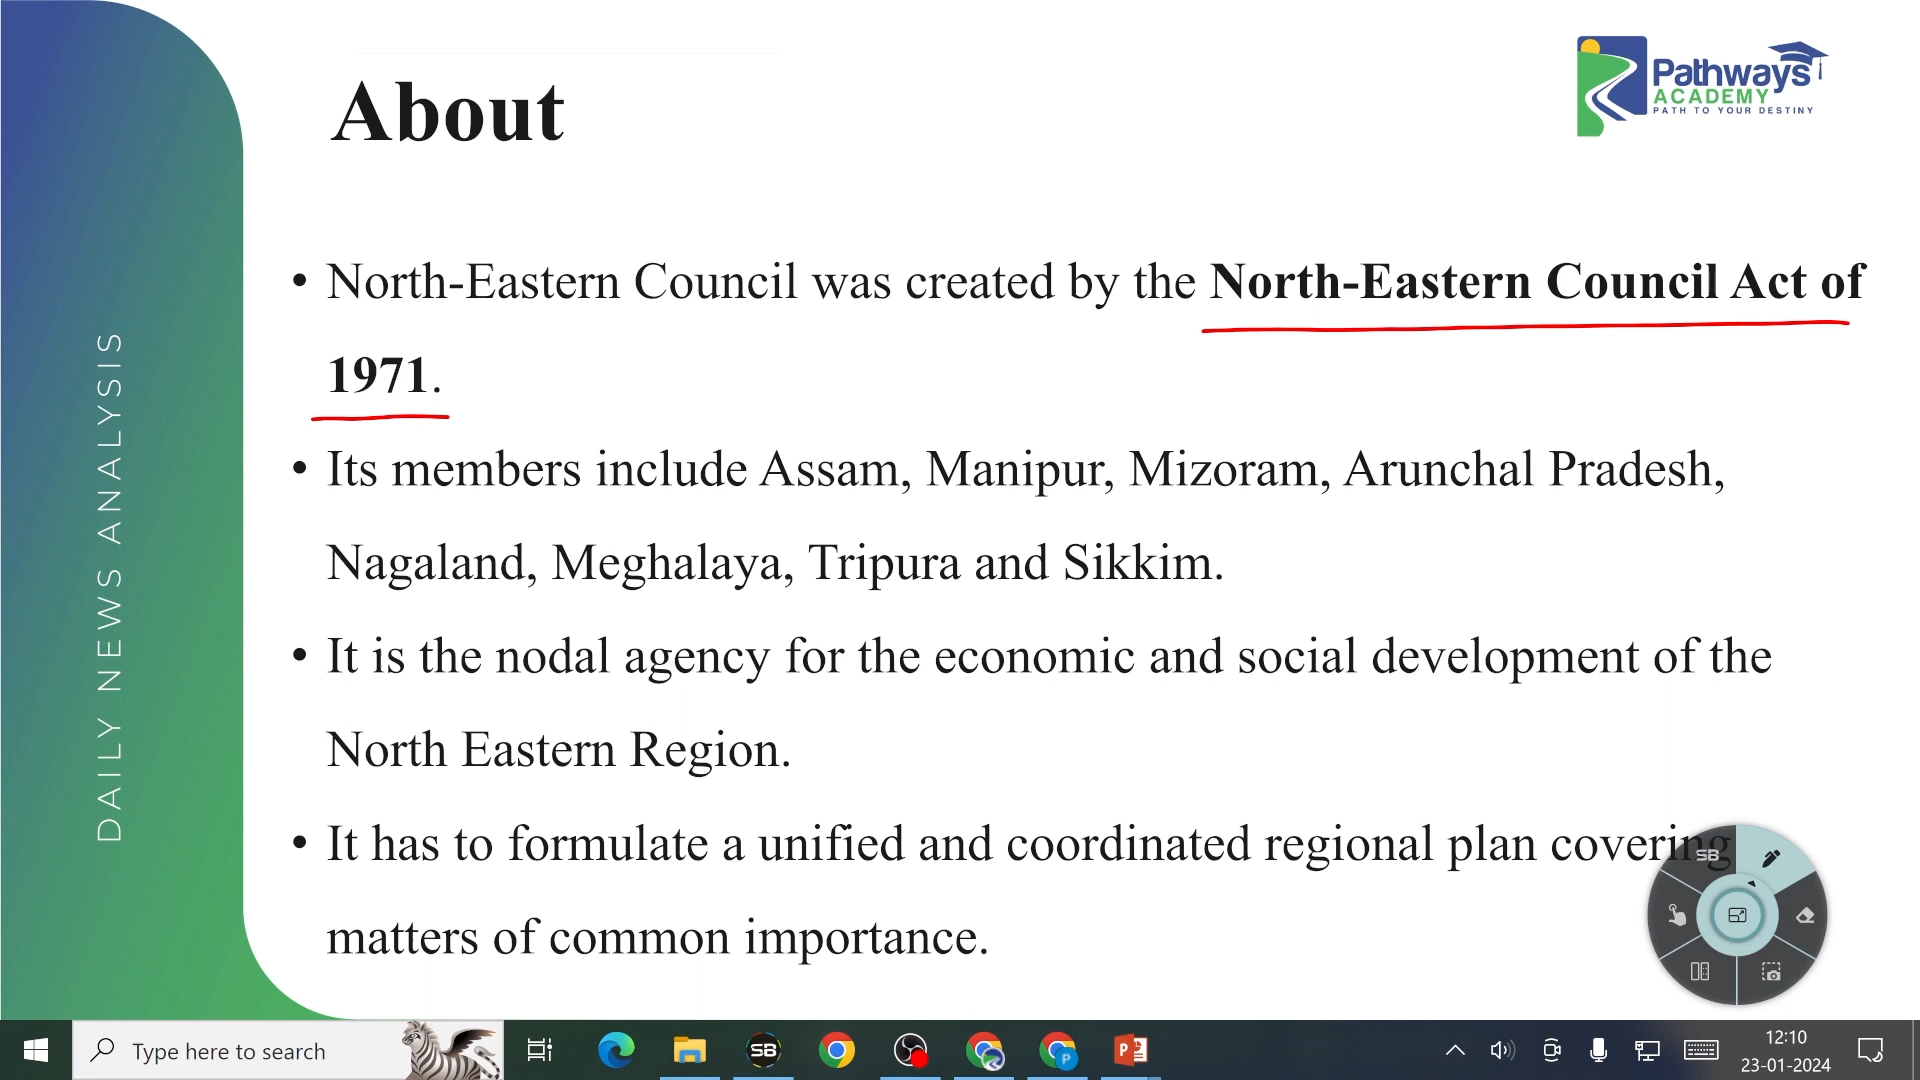 About
Pathways
ACADEMY
PATH TO YOUR DESTINY
DAILY NEWS ANALYSIS
• North-Eastern Council was created by the North-Eastern Council Act of
1971.
• Its members include Assam, Manipur, Mizoram, Arunchal Pradesh,
Nagaland, Meghalaya, Tripura and Sikkim.
• It is the nodal agency for the economic and social development of the
North Eastern Region.
• It has to formulate a unified and coordinated regional plan covering
matters of common importance.
SB
Type here to search
SB
P
P
12:10
23-01-2024